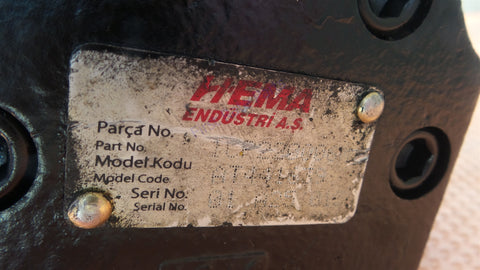 HEMA
ENDUSTRI A.Ş.
Parça No.
Part No.
Model Kodu
Model Code
Seri No.
Serial No.